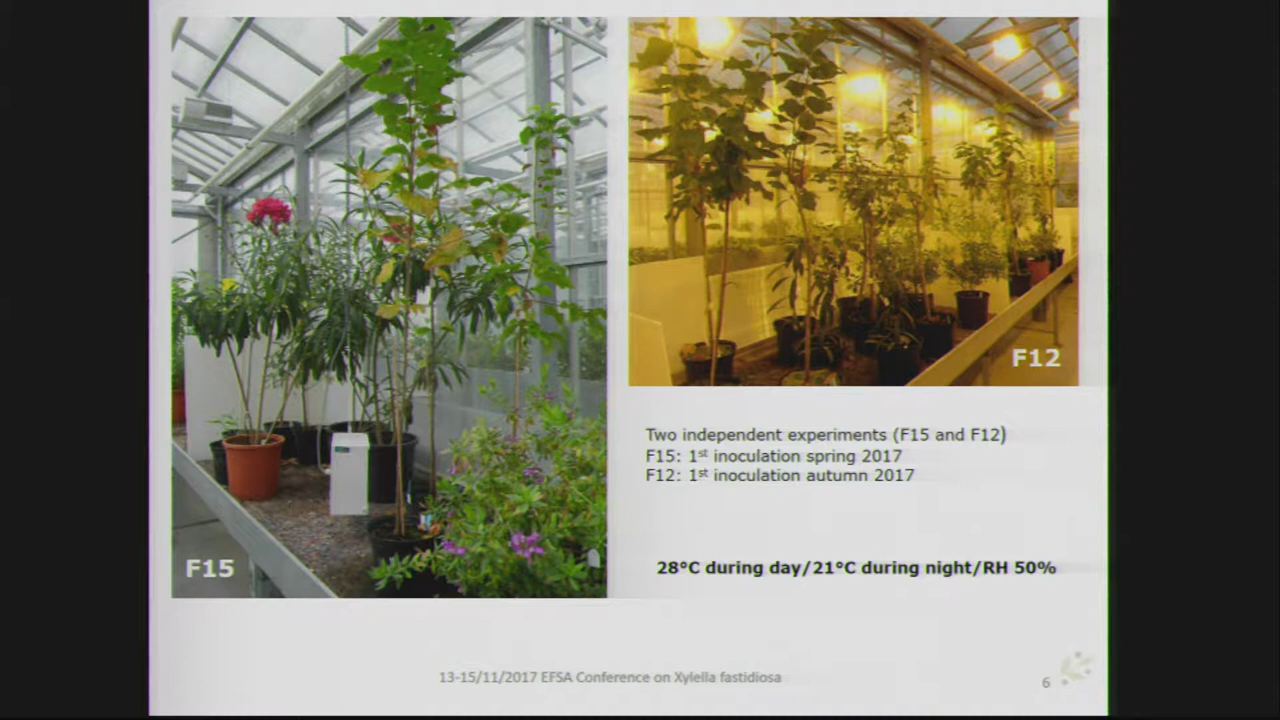 F15
F12
Two independent experiments (F15 and F12)
F15: 1st inoculation spring 2017
F12: 1st inoculation autumn 2017
28°C during day/21°C during night/RH 50%
13-15/11/2017 EFSA Conference on Xylella fastidiosa
6